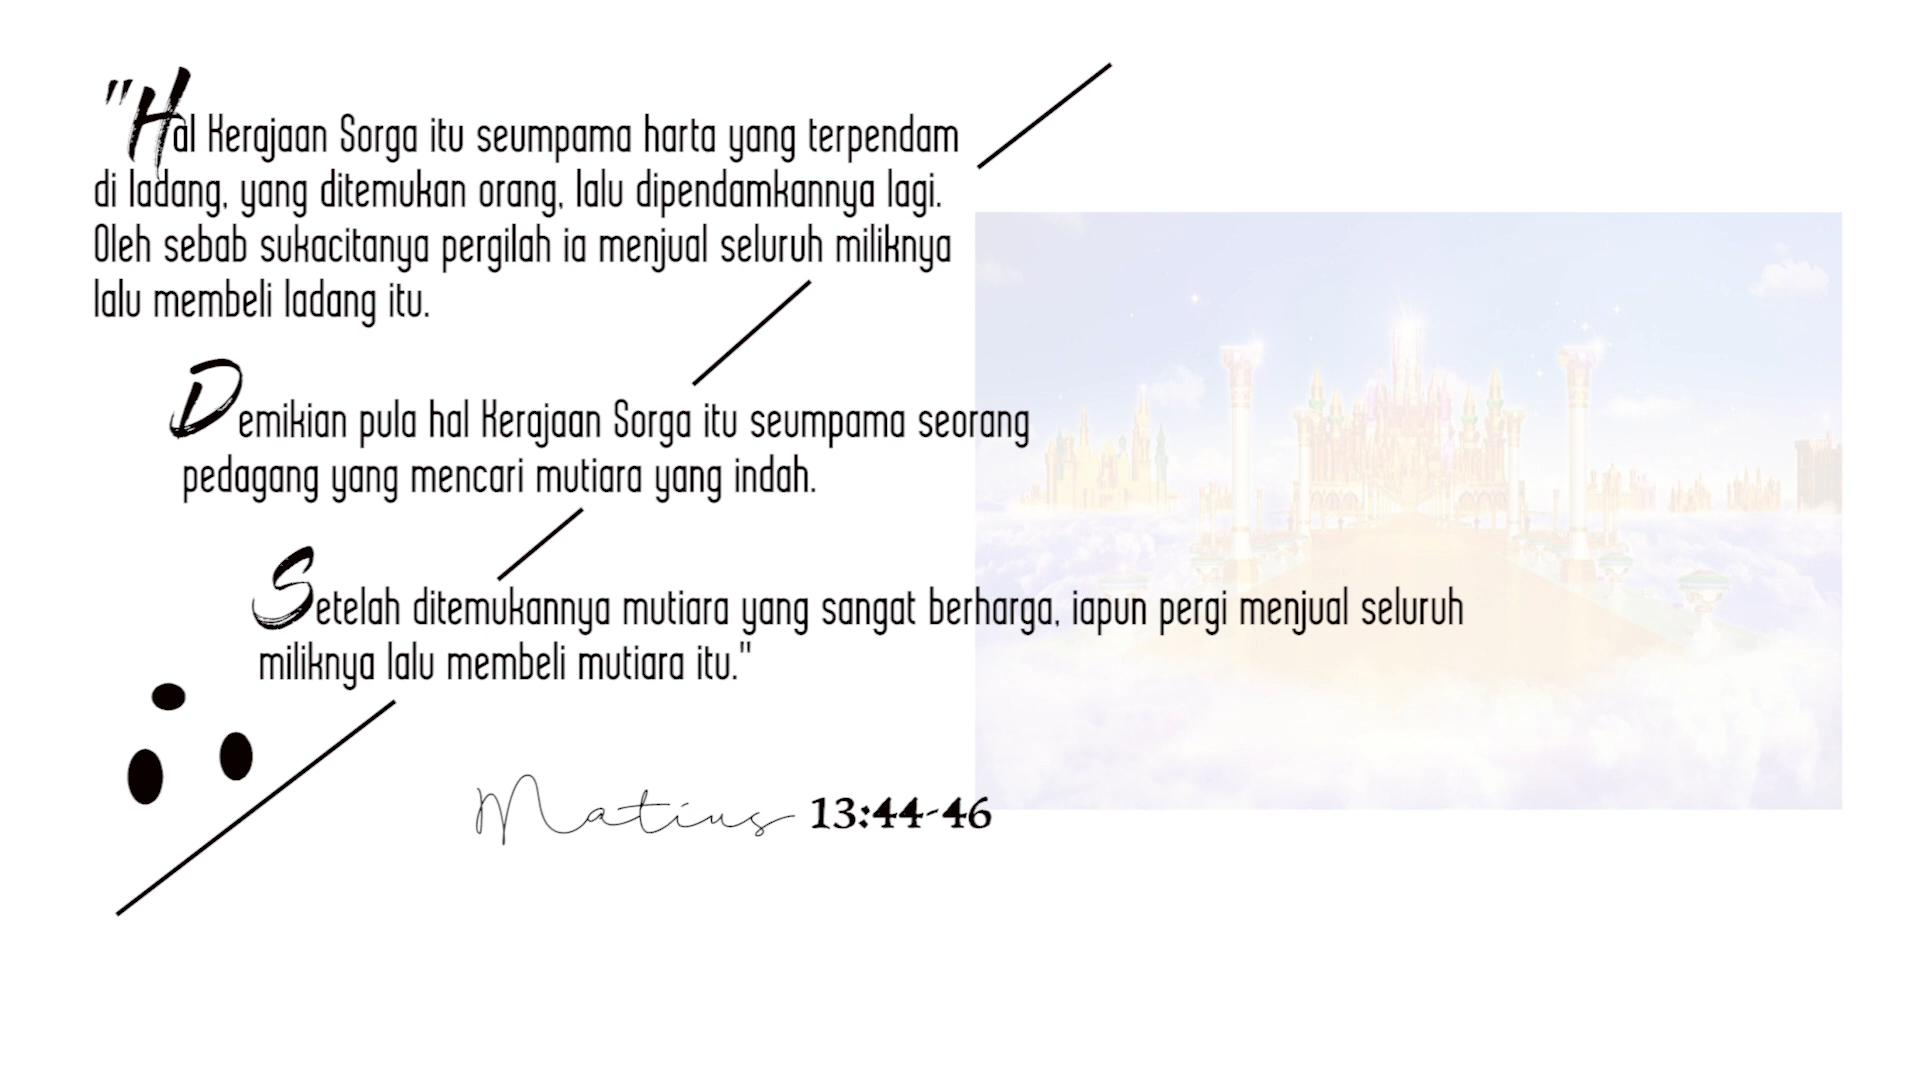 "Hal Kerajaan Sorga itu seumpama harta yang terpendam
di ladang, yang ditemukan orang, lalu dipendamkannya lagi.
Oleh sebab sukacitanya pergilah ia menjual seluruh miliknya
lalu membeli ladang itu.
Demikian pula hal Kerajaan Sorga itu seumpama seorang
pedagang yang mencari mutiara yang indah.
Setelah ditemukannya mutiara yang sangat berharga, iapun pergi menjual seluruh
miliknya lalu membeli mutiara itu."
Matius 13:44-46